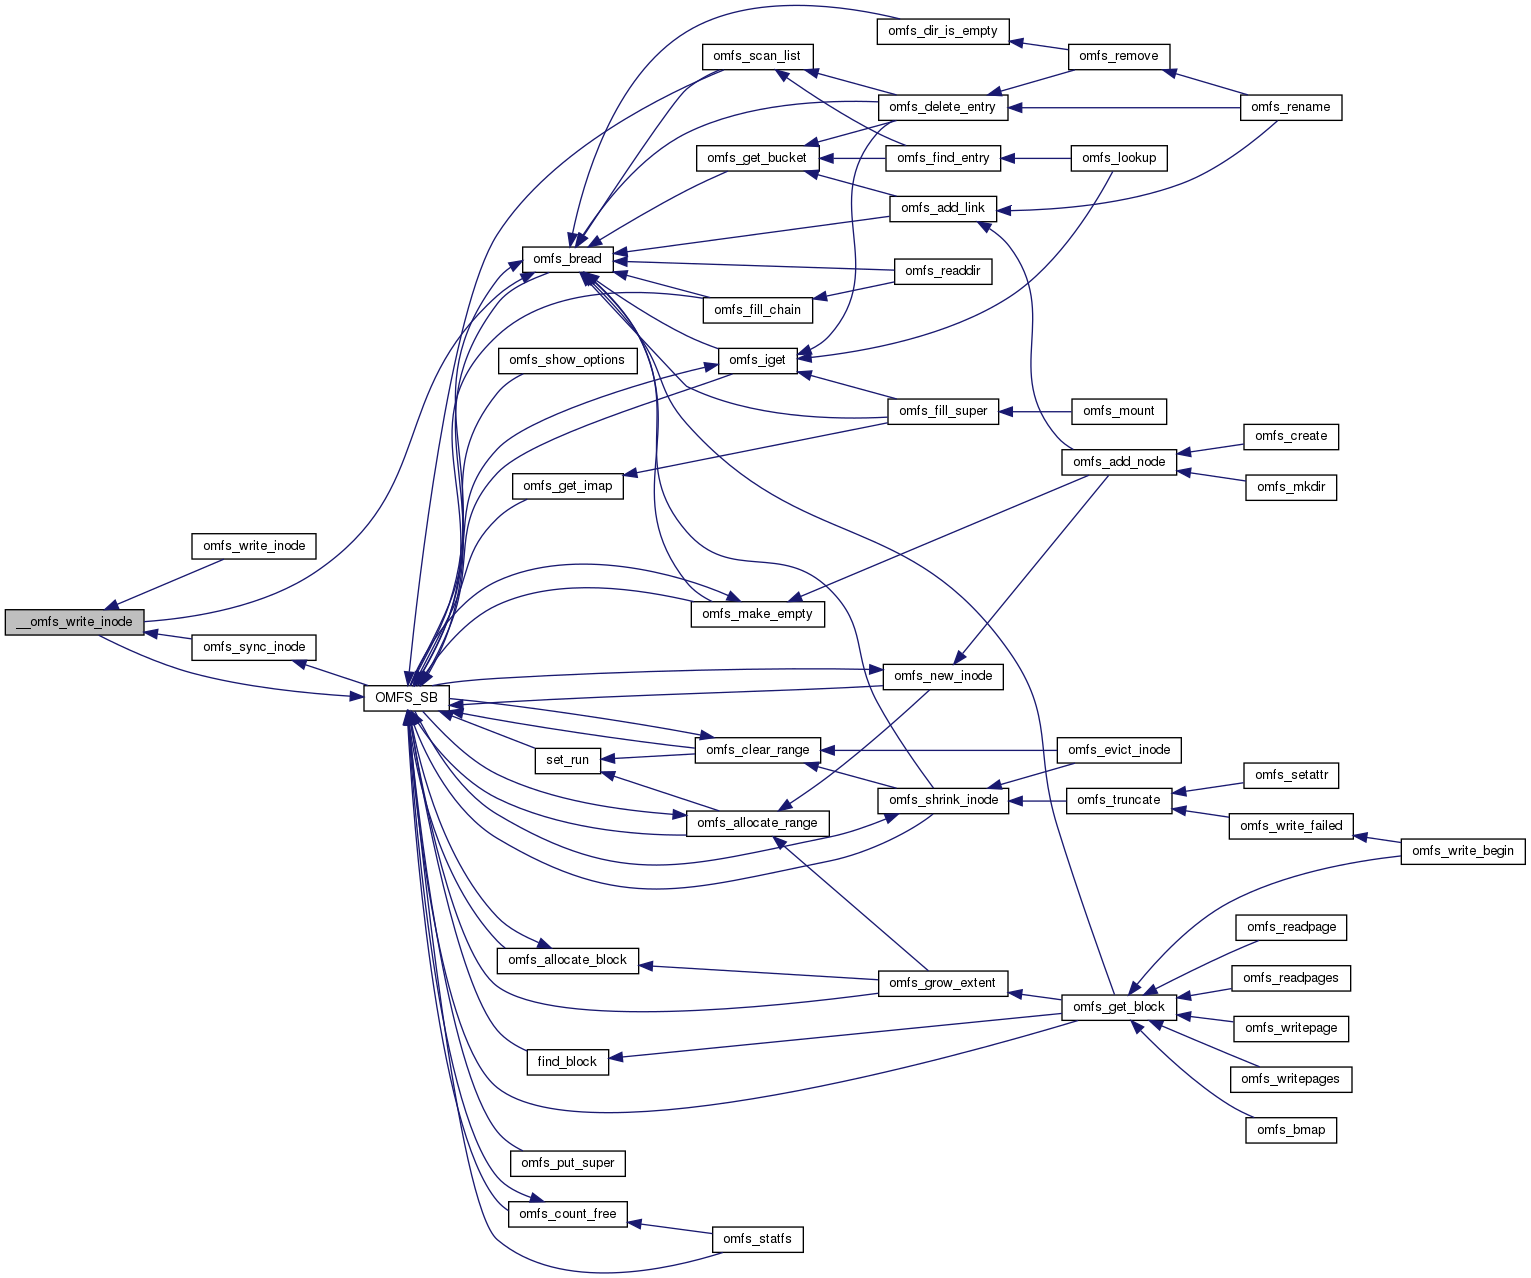 omfs_dir_is_empty
omfs_scan_list
omfs_remove
omfs_delete_entry
omfs_rename
omfs_get_bucket
omfs_find_entry
omfs_lookup
omfs_add_link
omfs_bread
omfs_readdir
omfs_fill_chain
omfs_show_options
omfs_iget
omfs_fill_super
omfs_mount
omfs_create
omfs_add_node
omfs_get_imap
omfs_mkdir
omfs_write_inode
__omfs_write_inode
omfs_make_empty
omfs_sync_inode
omfs_new_inode
OMFS_SB
omfs_clear_range
omfs_evict_inode
set_run
omfs_setattr
omfs_shrink_inode
omfs_truncate
omfs_allocate_range
omfs_write_failed
omfs_write_begin
omfs_readpage
omfs_allocate_block
omfs_readpages
omfs_grow_extent
omfs_get_block
omfs_writepage
find_block
omfs_writepages
omfs_bmap
omfs_put_super
omfs_count_free
omfs_statfs